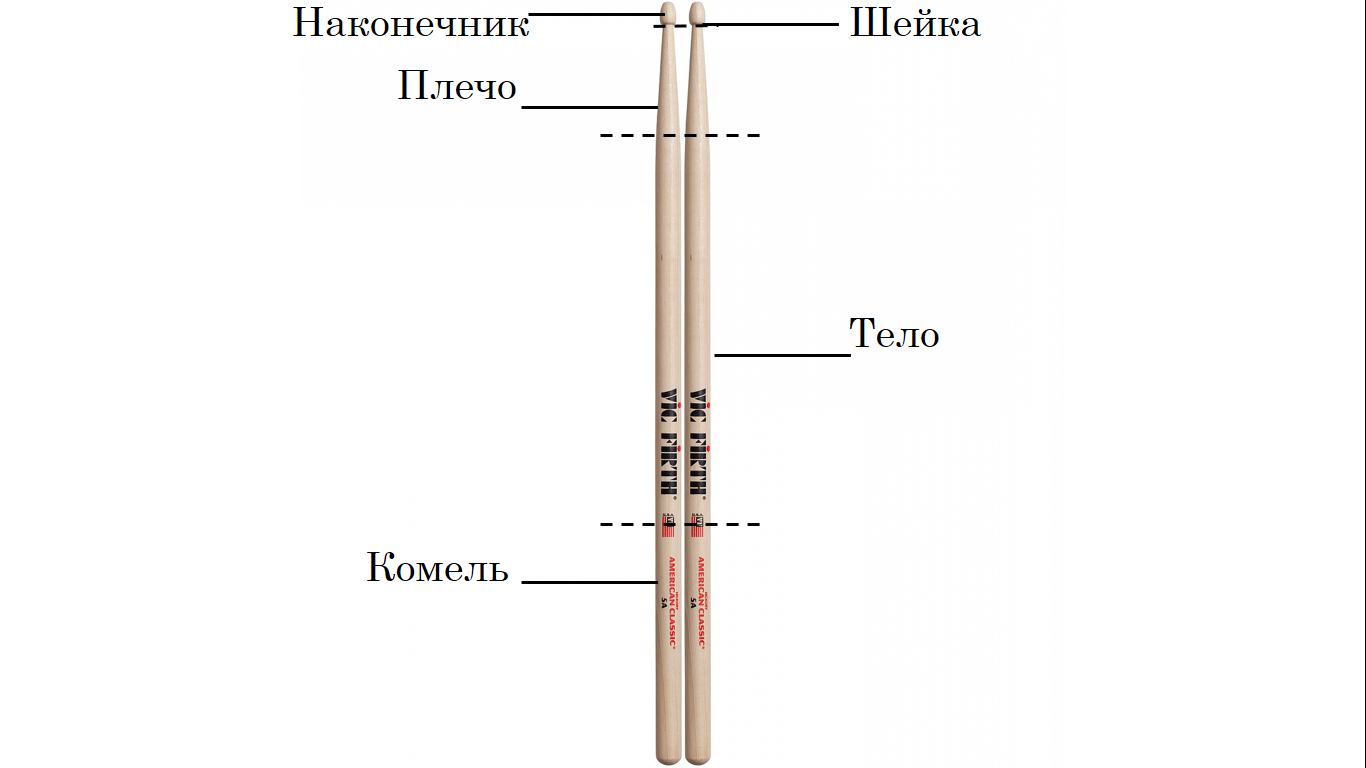 Наконечник
Шейка
Плечо
Тело
VIC FIRTH®
Комель
AMERICAN CLASSIC®
5A
VIC FIRTH®
AMERICAN CLASSIC®
5A